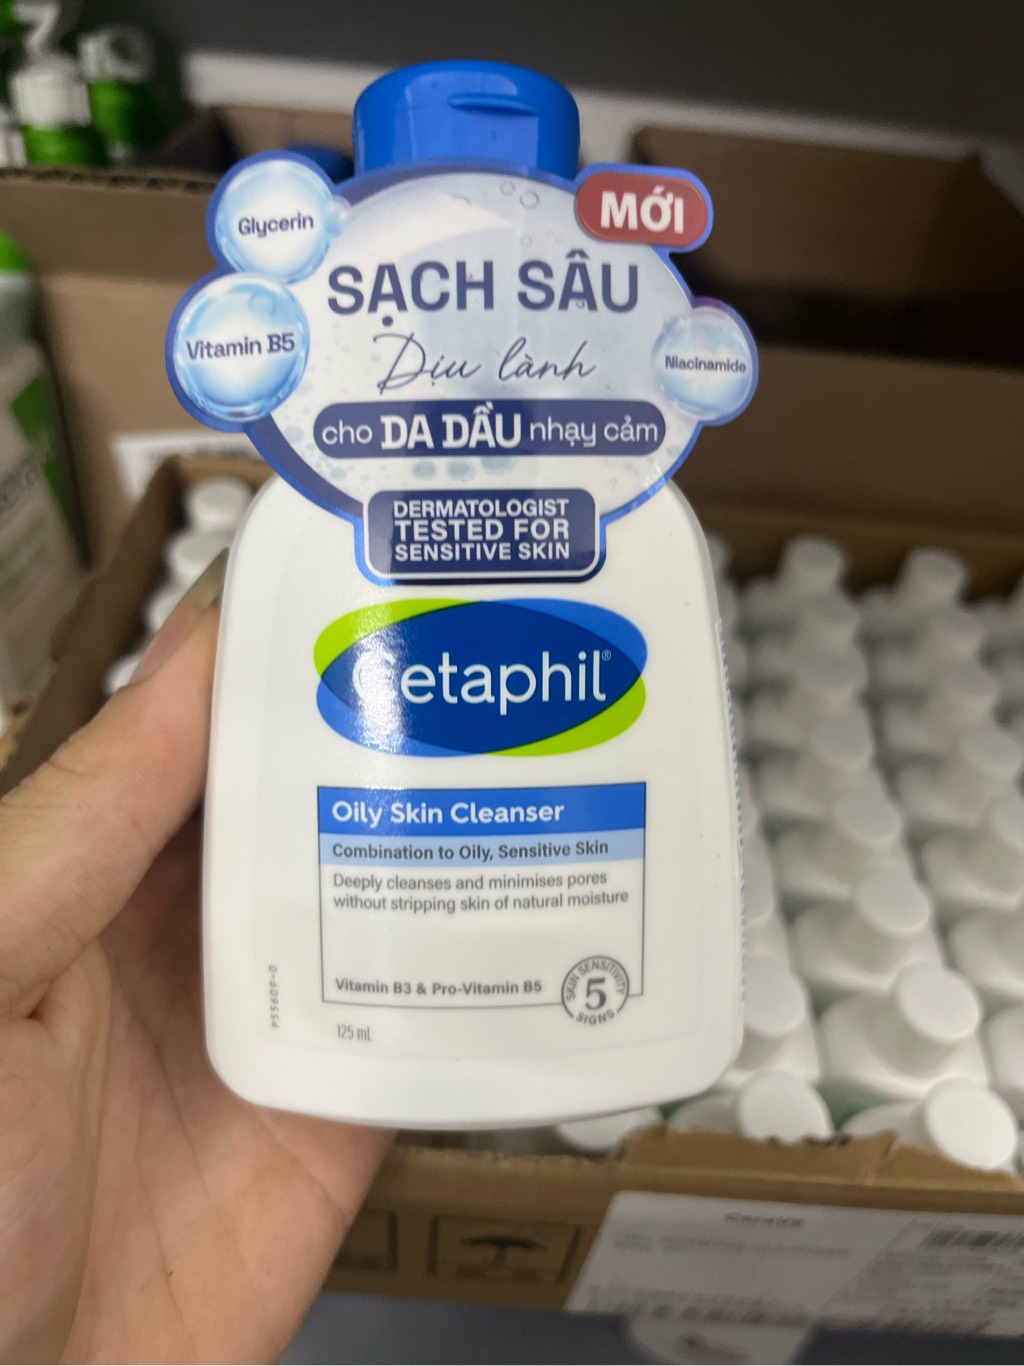 MỚI
Glycerin
SẠCH SÂU
Vitamin B5
Dịu lành
Niacinamide
cho DA DẦU nhạy cảm
DERMATOLOGIST
TESTED FOR
SENSITIVE SKIN
Cetaphil®
Oily Skin Cleanser
Combination to Oily, Sensitive Skin
Deeply cleanses and minimises pores
without stripping skin of natural moisture
Vitamin B3 & Pro-Vitamin B5
SKIN SENSITIVITY
5
SIGNS
125 mL
P55609-0